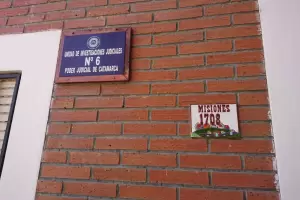 UNIDAD DE INVESTIGACIONES JUDICIALES
Nº 6
PODER JUDICIAL DE CATAMARCA
MISIONES
1708